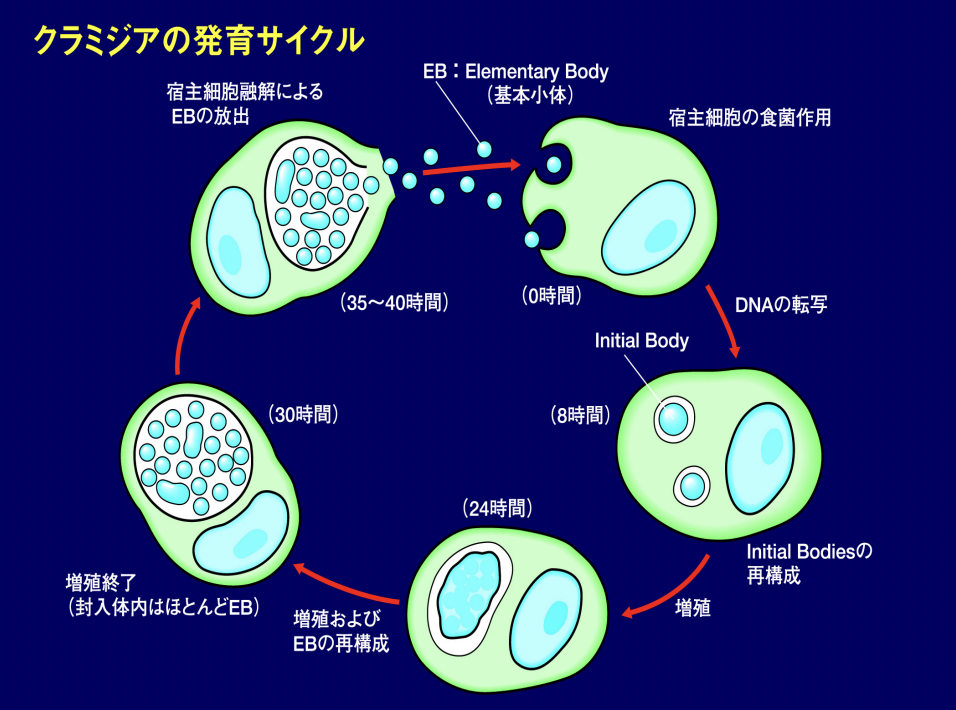 クラミジアの発育サイクル
宿主細胞融解による
EBの放出
EB：Elementary Body
（基本小体）
宿主細胞の食菌作用
（35〜40時間）
（0時間）
DNAの転写
Initial Body
（30時間）
（8時間）
（24時間）
Initial Bodiesの
再構成
増殖終了
（封入体内はほとんどEB）
増殖および
EBの再構成
増殖